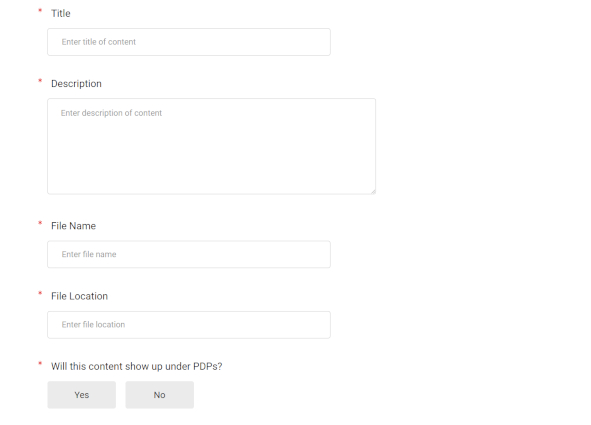 * Title
Enter title of content
* Description
Enter description of content
* File Name
Enter file name
* File Location
Enter file location
* Will this content show up under PDPs?
Yes No